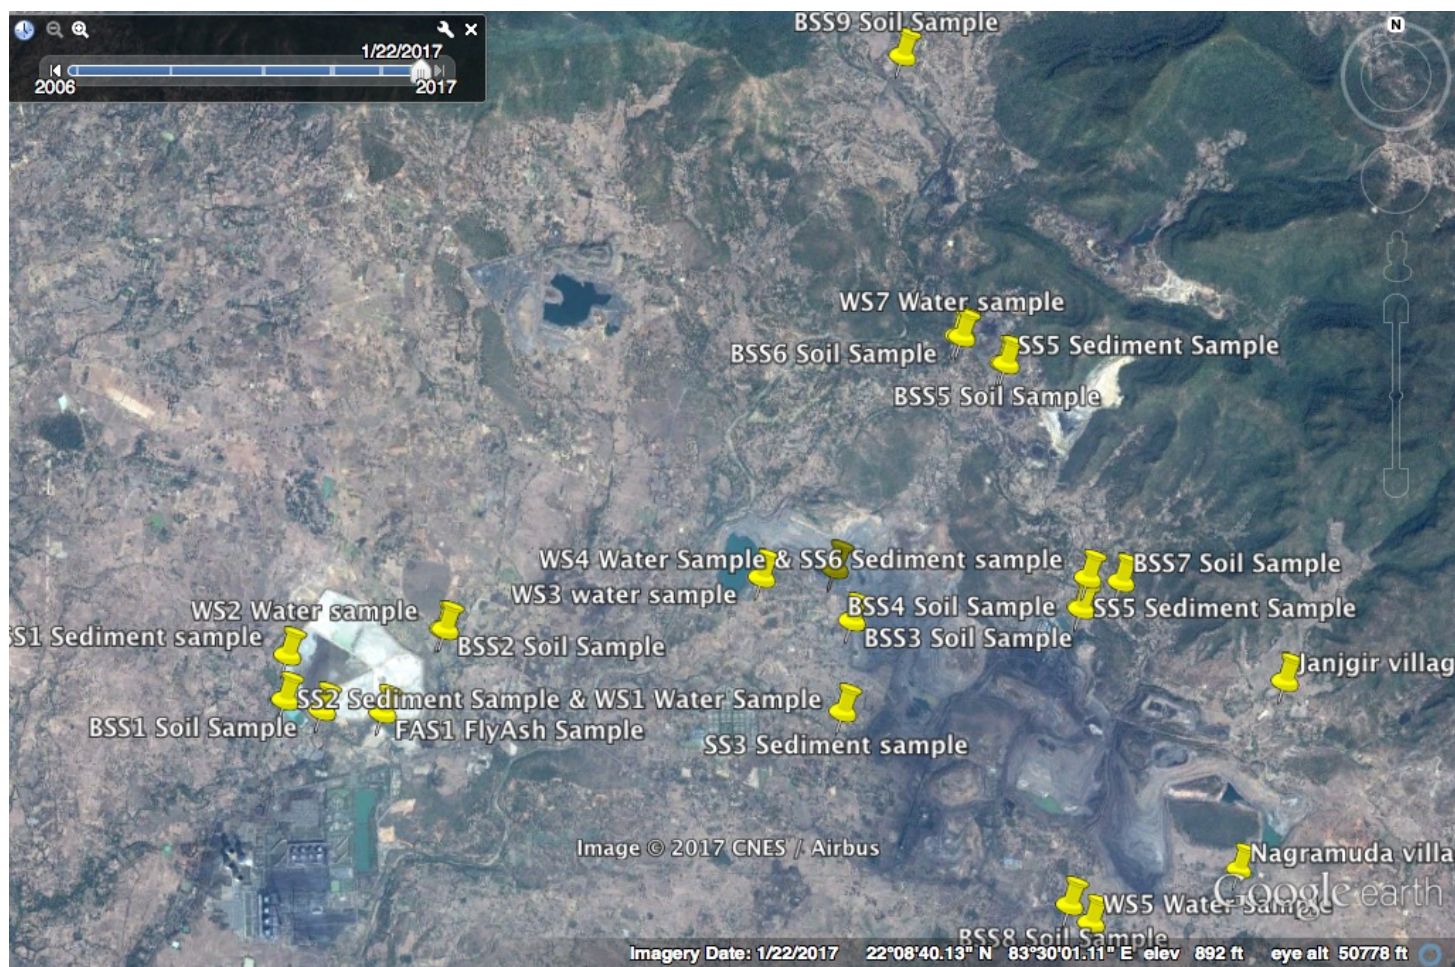 BSS9 Soil Sample
N
1/22/2017
2006
2017
WS7 Water sample
SS5 Sediment Sample
BSS6 Soil Sample
BSS5 Soil Sample
WS4 Water Sample & SS6 Sediment sample
BSS7 Soil Sample
WS3 water sample
BSS4 Soil Sample
SS5 Sediment Sample
WS2 Water sample
SS1 Sediment sample
BSS3 Soil Sample
BSS2 Soil Sample
Janjgir villag
SS2 Sediment Sample & WS1 Water Sample
BSS1 Soil Sample
FAS1 FlyAsh Sample
SS3 Sediment sample
Image © 2017 CNES / Airbus
Nagramuda villa
Google earth
WS5 Water Sample
BSS8 Soil Sample
Imagery Date: 1/22/2017 22°08'40.13" N 83°30'01.11" E elev 892 ft eye alt 50778 ft